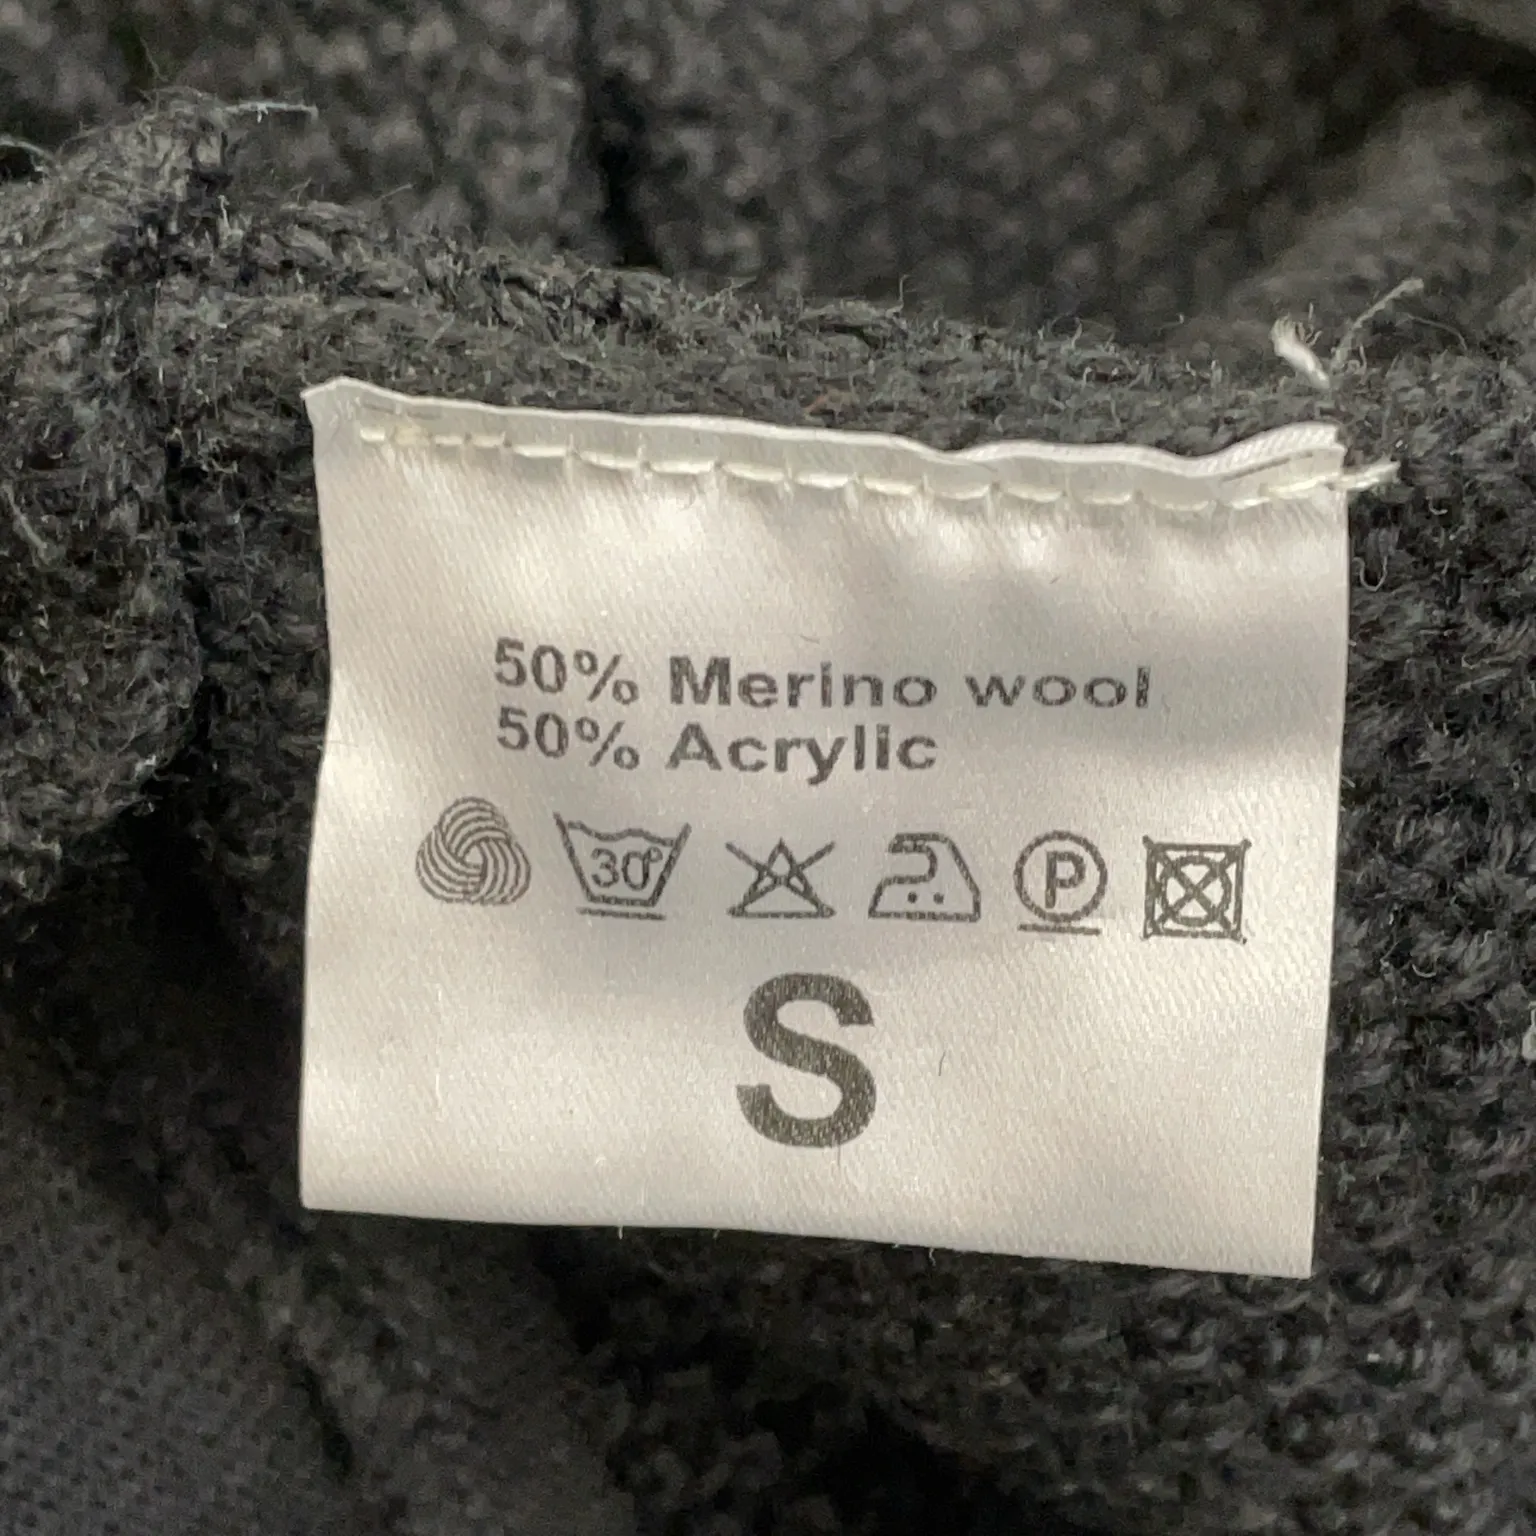 50% Merino wool
50% Acrylic
30° P
S